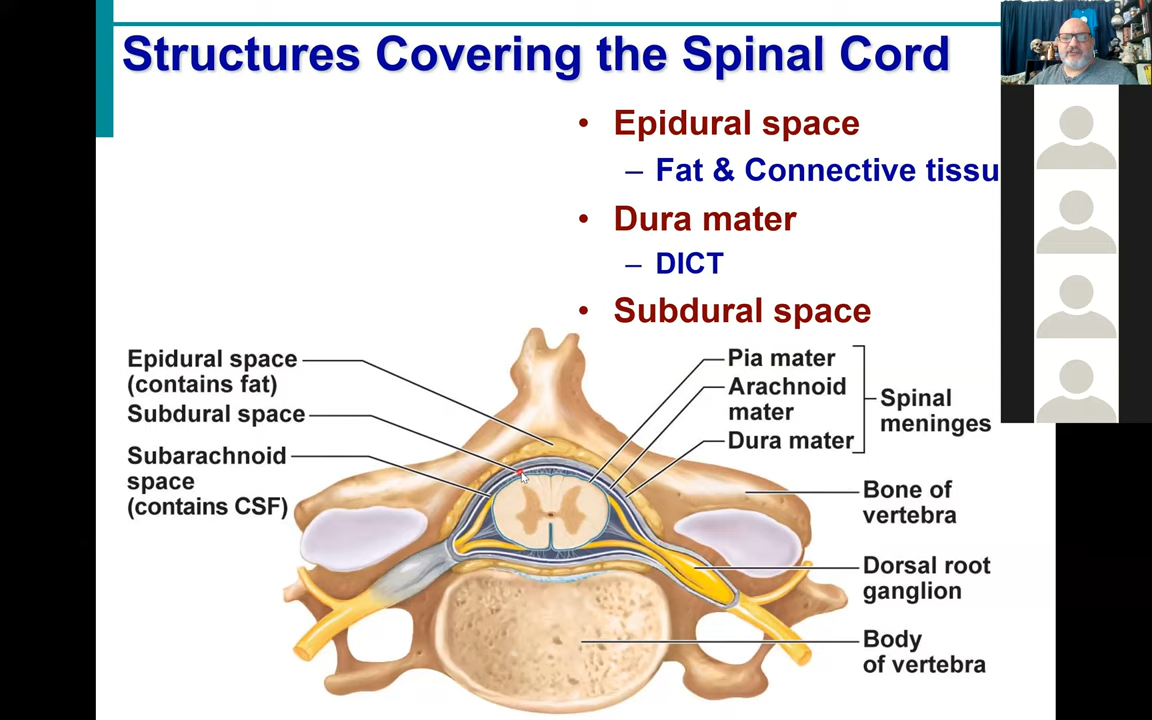 Structures Covering the Spinal Cord
• Epidural space
– Fat & Connective tissu
• Dura mater
– DICT
• Subdural space
Epidural space
(contains fat)
Subdural space
Subarachnoid
space
(contains CSF)
Pia mater
Arachnoid
mater
Dura mater
Spinal
meninges
Bone of
vertebra
Dorsal root
ganglion
Body
of vertebra